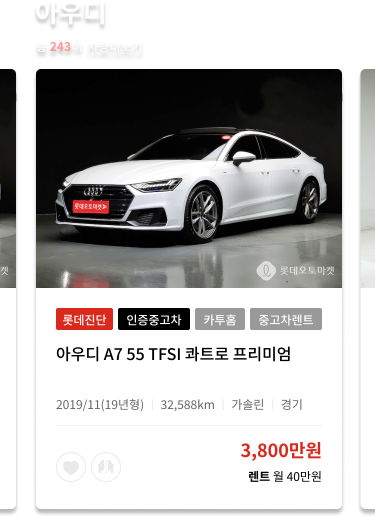 아우디
243
롯데오토마켓
롯데오토마켓
켓
롯데진단 인증중고차 카투홈 중고차렌트
아우디 A7 55 TFSI 콰트로 프리미엄
2019/11(19년형) 32,588km 가솔린 경기
3,800만원
렌트 월 40만원